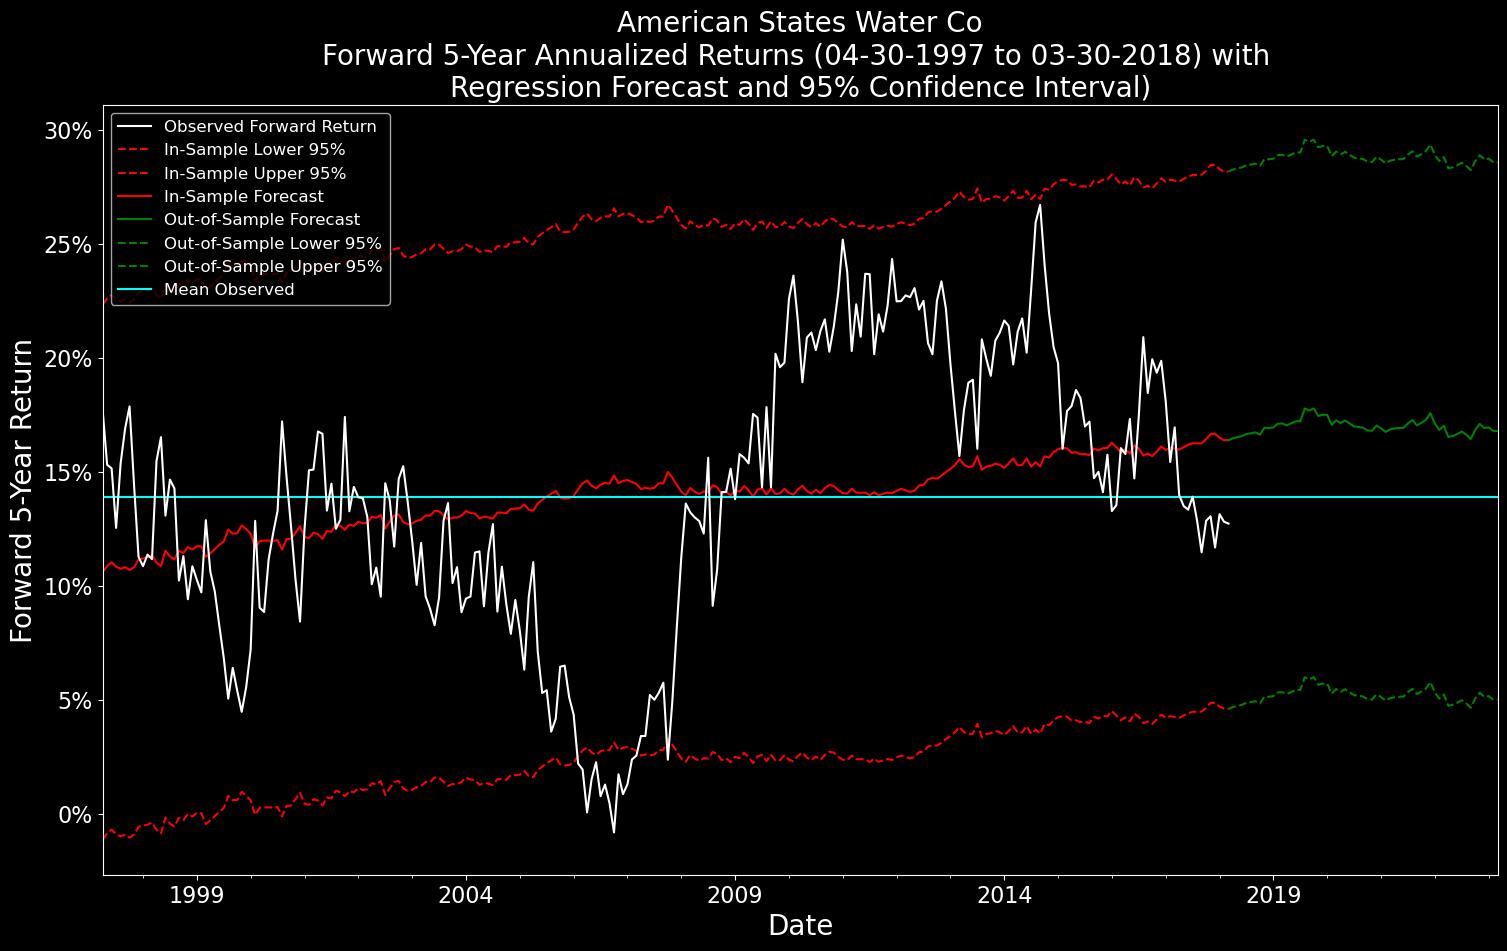 American States Water Co
Forward 5-Year Annualized Returns (04-30-1997 to 03-30-2018) with
Regression Forecast and 95% Confidence Interval)
Forward 5-Year Return
30%
25%
20%
15%
10%
5%
0%
Observed Forward Return
In-Sample Lower 95%
In-Sample Upper 95%
In-Sample Forecast
Out-of-Sample Forecast
Out-of-Sample Lower 95%
Out-of-Sample Upper 95%
Mean Observed
1999
2004
2009
2014
2019
Date